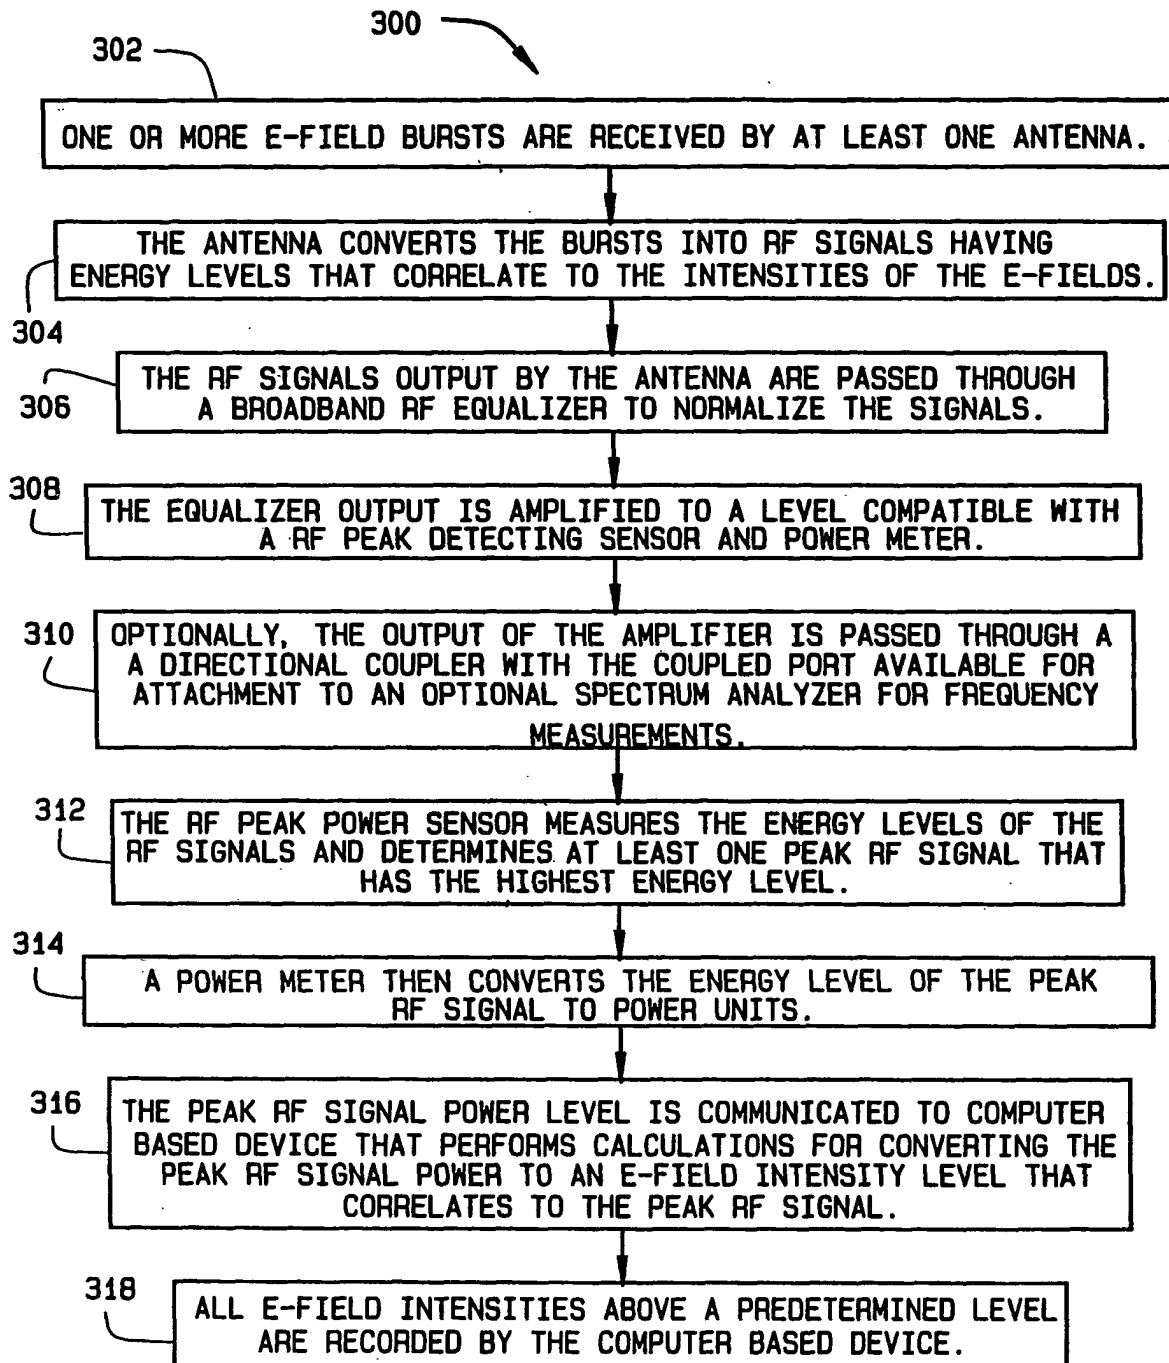 300
302
ONE OR MORE E-FIELD BURSTS ARE RECEIVED BY AT LEAST ONE ANTENNA.
THE ANTENNA CONVERTS THE BURSTS INTO RF SIGNALS HAVING
ENERGY LEVELS THAT CORRELATE TO THE INTENSITIES OF THE E-FIELDS.
304
THE RF SIGNALS OUTPUT BY THE ANTENNA ARE PASSED THROUGH
A BROADBAND RF EQUALIZER TO NORMALIZE THE SIGNALS.
306
308
THE EQUALIZER OUTPUT IS AMPLIFIED TO A LEVEL COMPATIBLE WITH
A RF PEAK DETECTING SENSOR AND POWER METER.
310
OPTIONALLY, THE OUTPUT OF THE AMPLIFIER IS PASSED THROUGH A
A DIRECTIONAL COUPLER WITH THE COUPLED PORT AVAILABLE FOR
ATTACHMENT TO AN OPTIONAL SPECTRUM ANALYZER FOR FREQUENCY
MEASUREMENTS.
312
THE RF PEAK POWER SENSOR MEASURES THE ENERGY LEVELS OF THE
RF SIGNALS AND DETERMINES AT LEAST ONE PEAK RF SIGNAL THAT
HAS THE HIGHEST ENERGY LEVEL.
314
A POWER METER THEN CONVERTS THE ENERGY LEVEL OF THE PEAK
RF SIGNAL TO POWER UNITS.
316
THE PEAK RF SIGNAL POWER LEVEL IS COMMUNICATED TO COMPUTER
BASED DEVICE THAT PERFORMS CALCULATIONS FOR CONVERTING THE
PEAK RF SIGNAL POWER TO AN E-FIELD INTENSITY LEVEL THAT
CORRELATES TO THE PEAK RF SIGNAL.
318
ALL E-FIELD INTENSITIES ABOVE A PREDETERMINED LEVEL
ARE RECORDED BY THE COMPUTER BASED DEVICE.